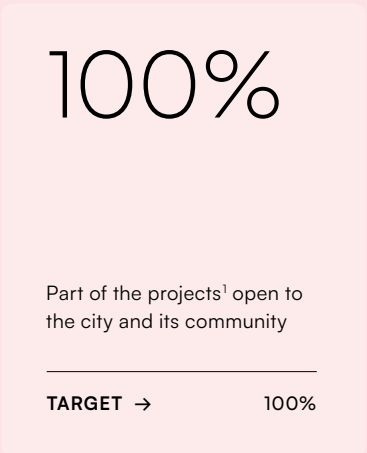 100%
Part of the projects¹ open to
the city and its community
TARGET → 100%